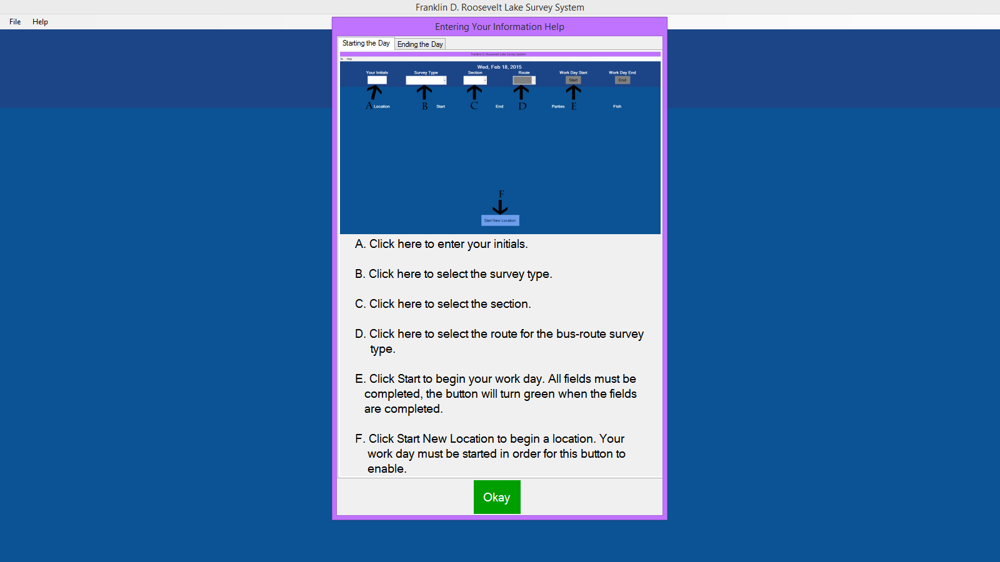 Franklin D. Roosevelt Lake Survey System
File Help
Entering Your Information Help
Starting the Day Ending the Day
Franklin D. Roosevelt Lake Survey System
File Help
Wed, Feb 18, 2015
Your Initials Survey Type Section Route Work Day Start Work Day End
Start End
A Location B Start C End D Parties E Fish
F
Start New Location
A. Click here to enter your initials.
B. Click here to select the survey type.
C. Click here to select the section.
D. Click here to select the route for the bus-route survey
type.
E. Click Start to begin your work day. All fields must be
completed, the button will turn green when the fields
are completed.
F. Click Start New Location to begin a location. Your
work day must be started in order for this button to
enable.
Okay